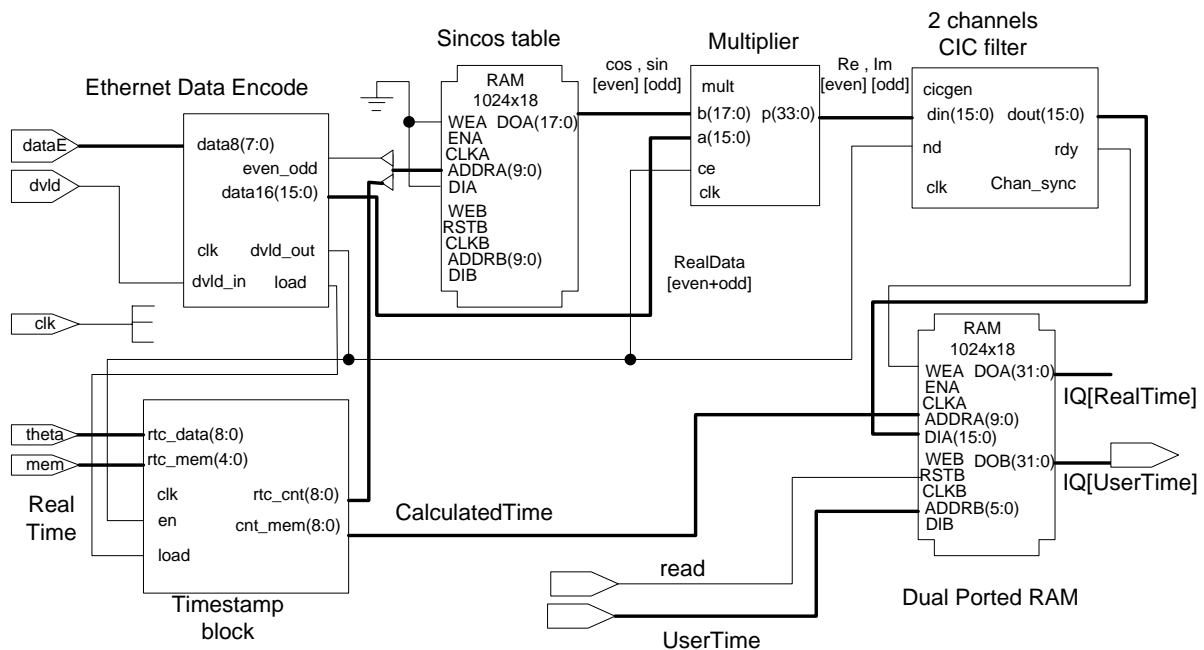 2 channels
CIC filter
Sincos table
Multiplier
cos , sin
[even] [odd]
Re , Im
[even] [odd]
Ethernet Data Encode
RAM
1024x18
WEA DOA(17:0)
ENA
CLKA
ADDRA(9:0)
DIA
WEB
RSTB
CLKB
ADDRB(9:0)
DIB
mult
b(17:0) p(33:0)
a(15:0)
ce
clk
cicgen
din(15:0) dout(15:0)
nd rdy
clk Chan_sync
dataE
dvld
data8(7:0)
even_odd
data16(15:0)
clk dvld_out
dvld_in load
RealData
[even+odd]
clk
RAM
1024x18
WEA DOA(31:0)
ENA
CLKA
ADDRA(9:0)
DIA(15:0)
WEB DOB(31:0)
RSTB
CLKB
ADDRB(5:0)
DIB
IQ[RealTime]
IQ[UserTime]
theta
mem
Real
Time
rtc_data(8:0)
rtc_mem(4:0)
clk rtc_cnt(8:0)
en cnt_mem(8:0)
load
CalculatedTime
Timestamp
block
read
UserTime
Dual Ported RAM